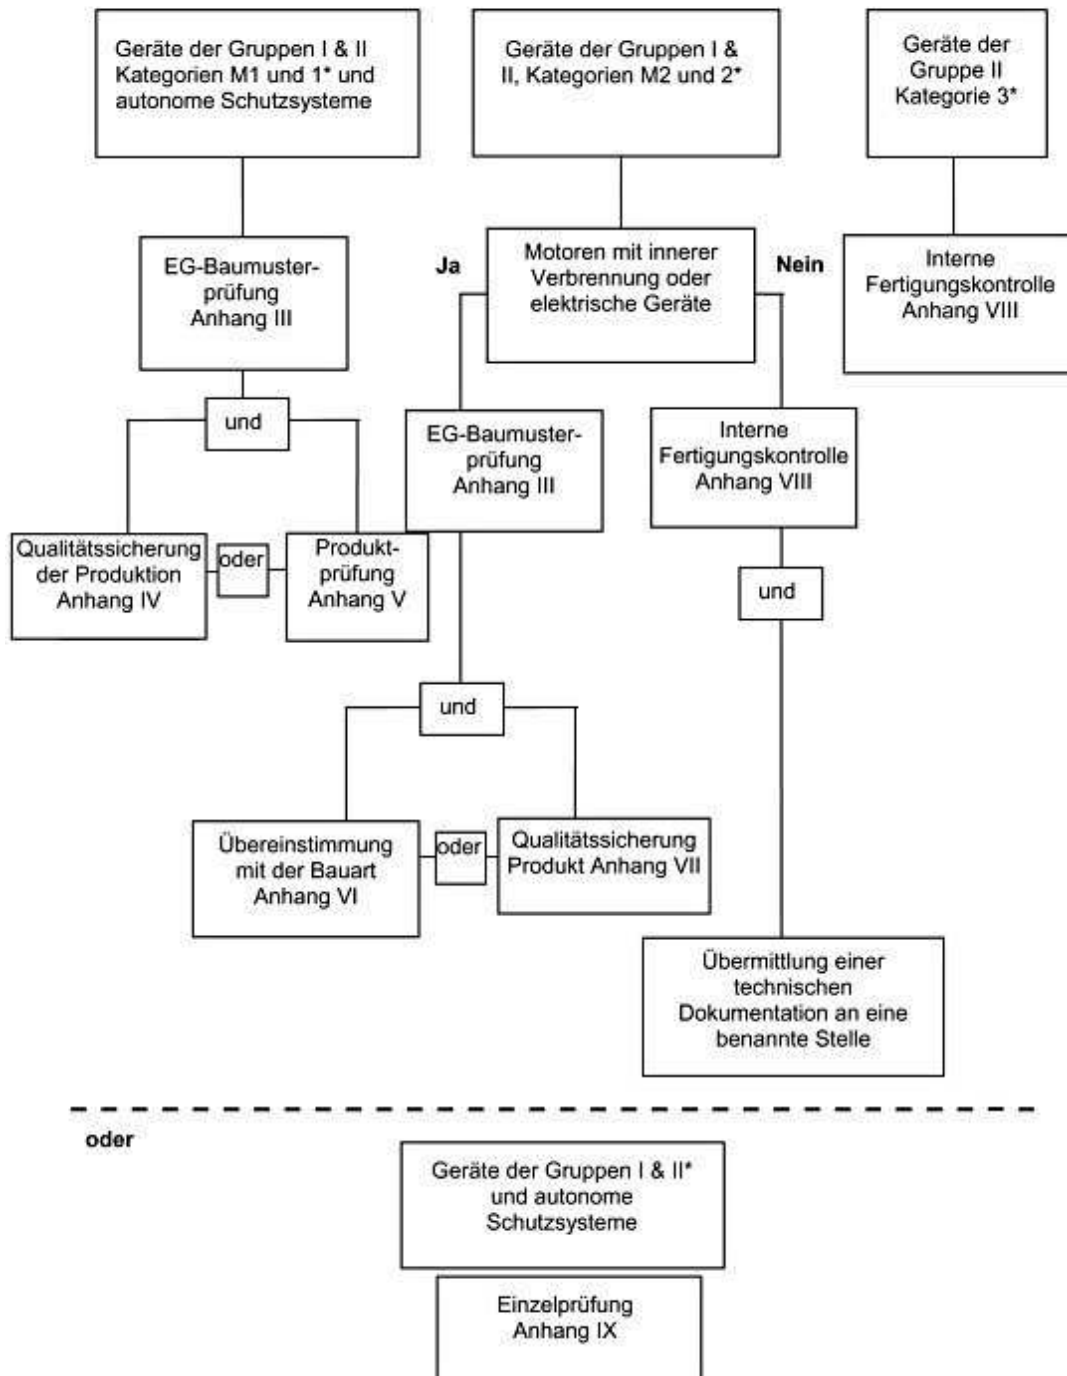 Geräte der Gruppen I & II
Kategorien M1 und 1* und
autonome Schutzsysteme
Geräte der Gruppen I &
II, Kategorien M2 und 2*
Geräte der
Gruppe II
Kategorie 3*
EG-Baumuster-
prüfung
Anhang III
Ja
Motoren mit innerer
Verbrennung oder
elektrische Geräte
Nein
Interne
Fertigungskontrolle
Anhang VIII
und
EG-Baumuster-
prüfung
Anhang III
Interne
Fertigungskontrolle
Anhang VIII
Qualitätssicherung
der Produktion
Anhang IV
oder
Produkt-
prüfung
Anhang V
und
und
Übereinstimmung
mit der Bauart
Anhang VI
oder
Qualitätssicherung
Produkt Anhang VII
Übermittlung einer
technischen
Dokumentation an eine
benannte Stelle
oder
Geräte der Gruppen I & II*
und autonome
Schutzsysteme
Einzelprüfung
Anhang IX